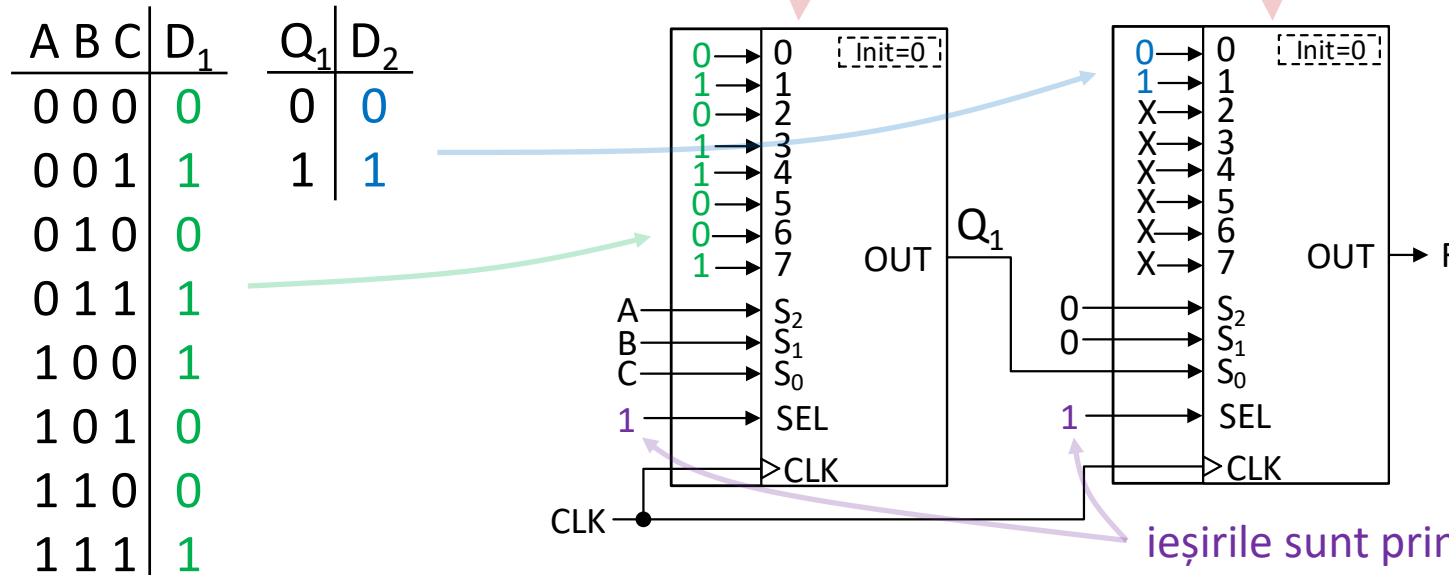 A B C D₁
0 0 0 0
0 0 1 1
0 1 0 0
0 1 1 1
1 0 0 1
1 0 1 0
1 1 0 0
1 1 1 1
Q₁ D₂
0 0
1 1
0 0 Init=0
1 1
0 2
1 3
1 4
0 5
0 6
1 7
OUT Q₁
A S₂
B S₁
C S₀
1 SEL
CLK
CLK
0 0 Init=0
1 1
X 2
X 3
X 4
X 5
X 6
X 7
OUT
0 S₂
0 S₁
S₀
1 SEL
CLK
ieșirile sunt